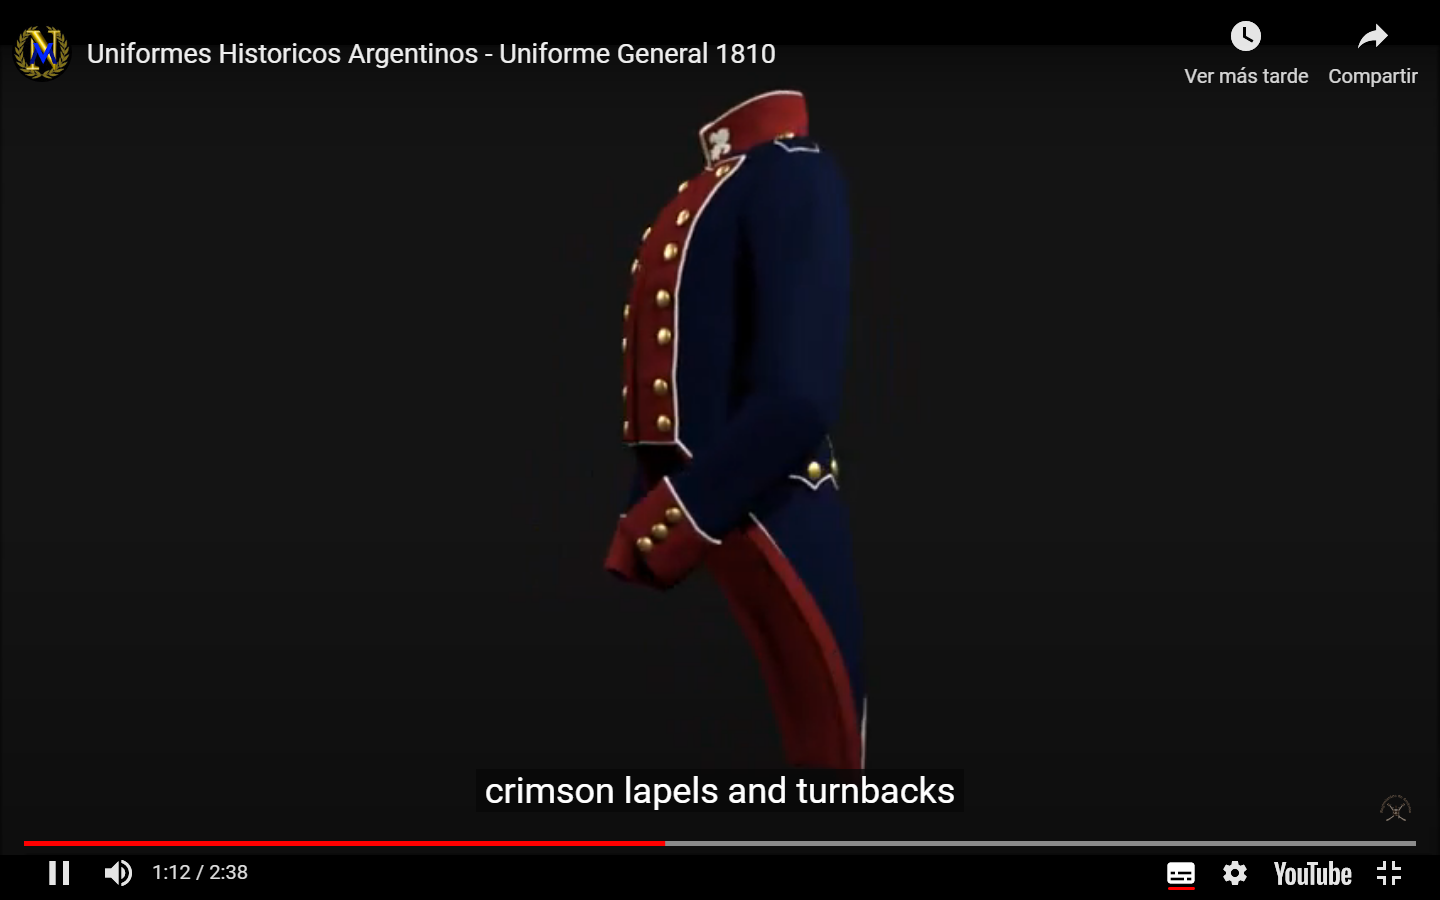 Uniformes Historicos Argentinos - Uniforme General 1810
Ver más tarde
Compartir
crimson lapels and turnbacks
1:12 / 2:38
YouTube